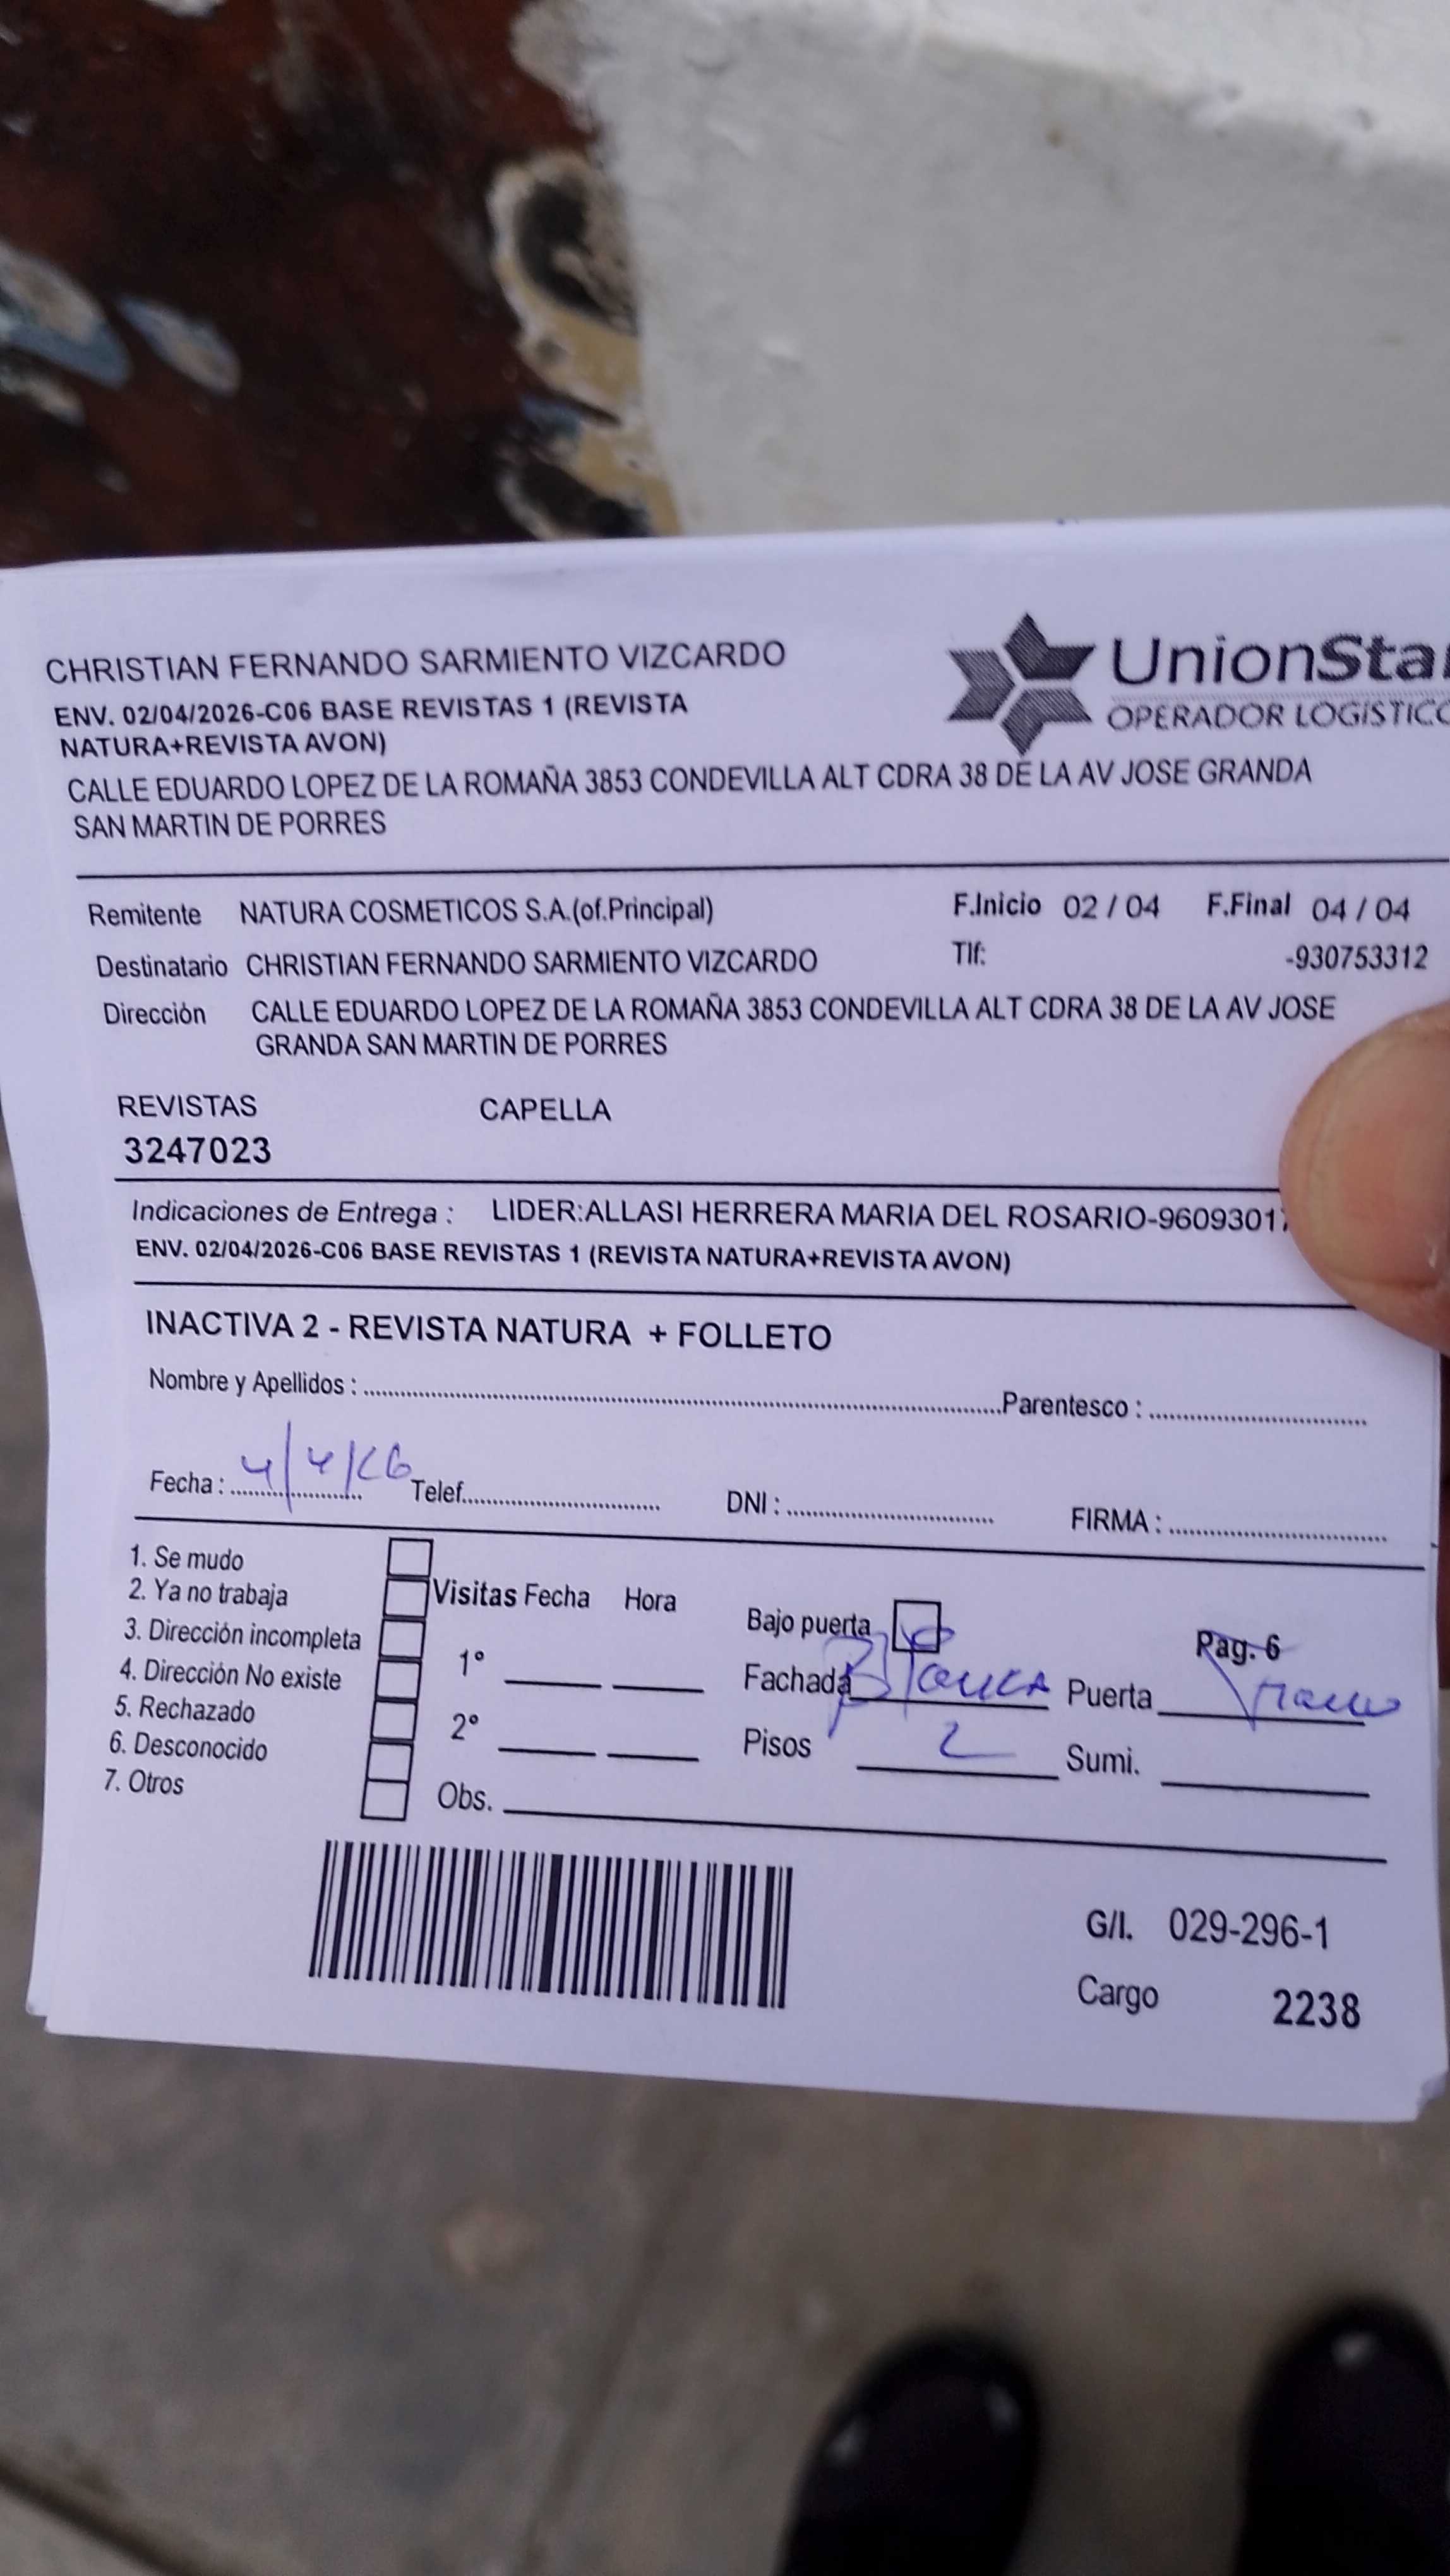 CHRISTIAN FERNANDO SARMIENTO VIZCARDO
ENV. 02/04/2026-C06 BASE REVISTAS 1 (REVISTA
NATURA+REVISTA AVON)
CALLE EDUARDO LOPEZ DE LA ROMAÑA 3853 CONDEVILLA ALT CDRA 38 DE LA AV JOSE GRANDA
SAN MARTIN DE PORRES
UnionSta
OPERADOR LOGÍSTICO
Remitente NATURA COSMETICOS S.A.(of.Principal) F.Inicio 02 / 04 F.Final 04 / 04
Destinatario CHRISTIAN FERNANDO SARMIENTO VIZCARDO Tlf: -930753312
Dirección CALLE EDUARDO LOPEZ DE LA ROMAÑA 3853 CONDEVILLA ALT CDRA 38 DE LA AV JOSE
GRANDA SAN MARTIN DE PORRES
REVISTAS CAPELLA
3247023
Indicaciones de Entrega : LIDER:ALLASI HERRERA MARIA DEL ROSARIO-9609301
ENV. 02/04/2026-C06 BASE REVISTAS 1 (REVISTA NATURA+REVISTA AVON)
INACTIVA 2 - REVISTA NATURA + FOLLETO
Nombre y Apellidos : Parentesco :
Fecha : 4/4/26 Telef. DNI : FIRMA :
1. Se mudo
2. Ya no trabaja
3. Dirección incompleta
4. Dirección No existe
5. Rechazado
6. Desconocido
7. Otros
Visitas Fecha Hora
1°
2°
Obs.
Bajo puerta Pag. 6
Fachada Blanca Puerta
Pisos 2 Sumi.
G/I. 029-296-1
Cargo 2238